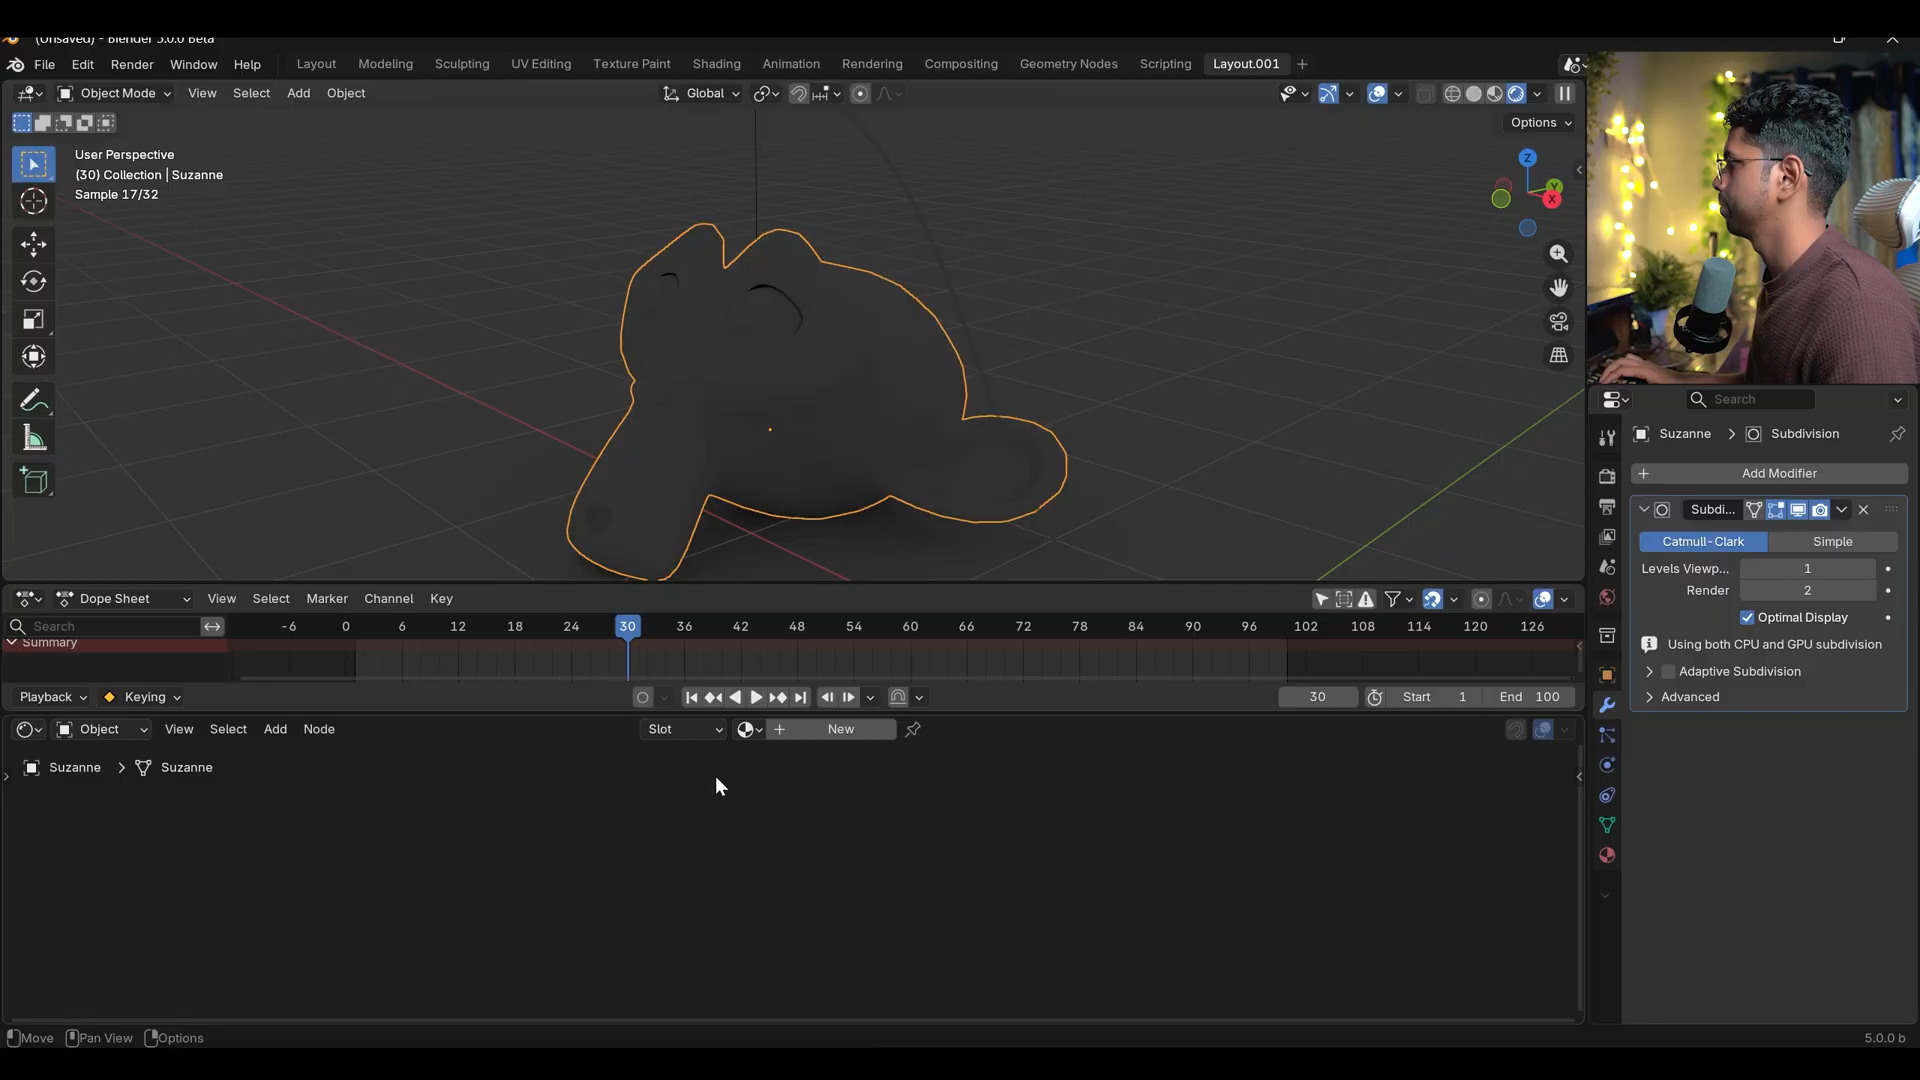 (Unsaved) - Blender 5.0.0 Beta
File Edit Render Window Help Layout Modeling Sculpting UV Editing Texture Paint Shading Animation Rendering Compositing Geometry Nodes Scripting Layout.001
Object Mode View Select Add Object Global
Options
User Perspective
(30) Collection | Suzanne
Sample 17/32
Z
Y
X
Search
Suzanne > Subdivision
+ Add Modifier
Subdi...
Catmull-Clark Simple
Levels Viewp... 1
Render 2
Optimal Display
Using both CPU and GPU subdivision
Adaptive Subdivision
Advanced
Dope Sheet View Select Marker Channel Key
Search -6 0 6 12 18 24 30 36 42 48 54 60 66 72 78 84 90 96 102 108 114 120 126
Summary
Playback Keying 30 Start 1 End 100
Object View Select Add Node Slot + New
Suzanne > Suzanne
Move Pan View Options 5.0.0 b